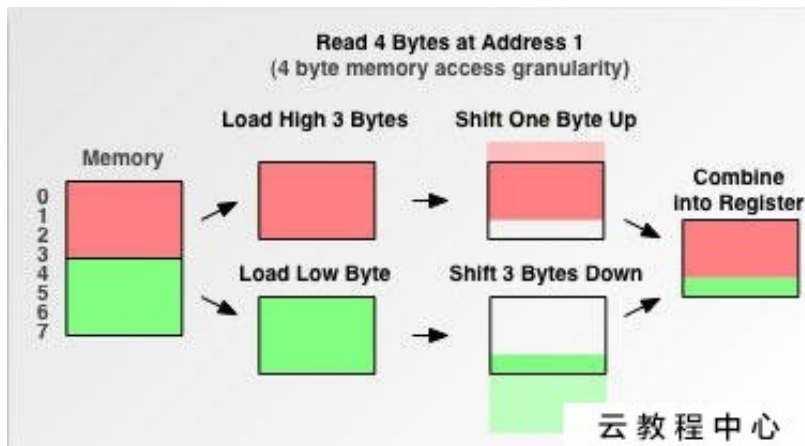 Read 4 Bytes at Address 1
(4 byte memory access granularity)
Load High 3 Bytes
Shift One Byte Up
Memory
Combine
into Register
0
1
2
3
4
5
6
7
Load Low Byte
Shift 3 Bytes Down
云教程中心